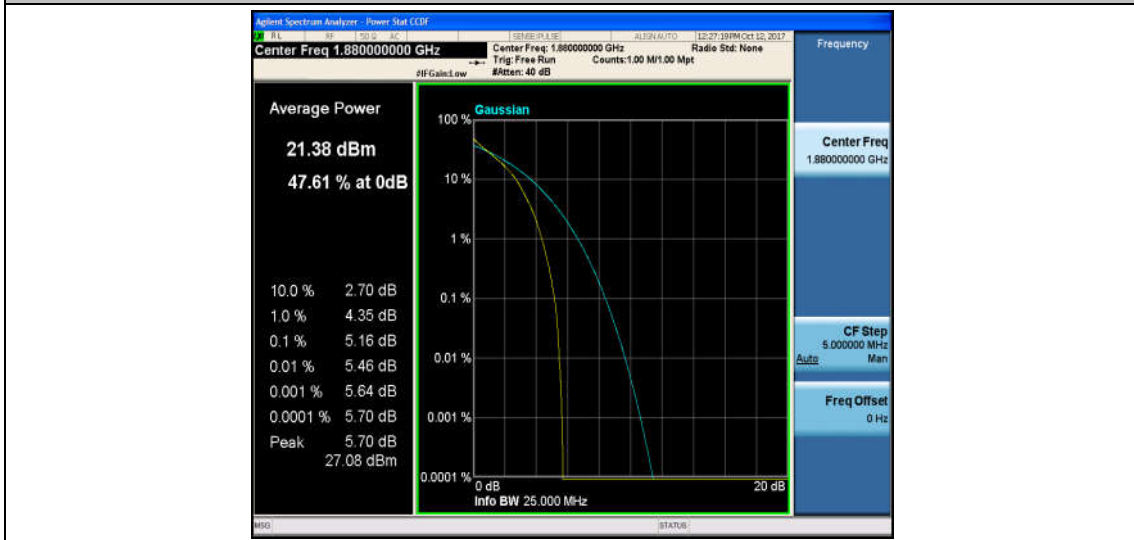 Agilent Spectrum Analyzer - Power Stat CCDF
RL RF 50 Ω AC SENSE:PULSE ALIGN AUTO 12:27:19 PM Oct 12, 2017
Center Freq 1.880000000 GHz
Center Freq: 1.880000000 GHz Radio Std: None
Trig: Free Run Counts:1.00 M/1.00 Mpt
#IFGain:Low #Atten: 40 dB
Frequency
Average Power
21.38 dBm
47.61 % at 0dB
10.0 % 2.70 dB
1.0 % 4.35 dB
0.1 % 5.16 dB
0.01 % 5.46 dB
0.001 % 5.64 dB
0.0001 % 5.70 dB
Peak 5.70 dB
27.08 dBm
Gaussian
100 %
10 %
1 %
0.1 %
0.01 %
0.001 %
0.0001 %
0 dB 20 dB
Info BW 25.000 MHz
Center Freq
1.880000000 GHz
CF Step
5.000000 MHz
Auto Man
Freq Offset
0 Hz
MSG STATUS